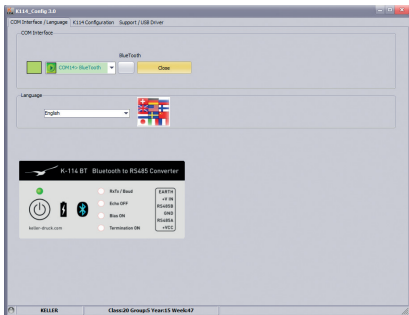 K114_Config 3.0
COM Interface / Language K114 Configuration Support / USB Driver
COM Interface
BlueTooth
COM14>-BlueTooth
Close
Language
English
K-114 BT Bluetooth to RS485 Converter
RxTx / Baud
Echo OFF
Bias ON
Termination ON
EARTH
+V IN
RS485B
GND
RS485A
+VCC
keller-druck.com
KELLER Class:20 Group:5 Year:15 Week:47